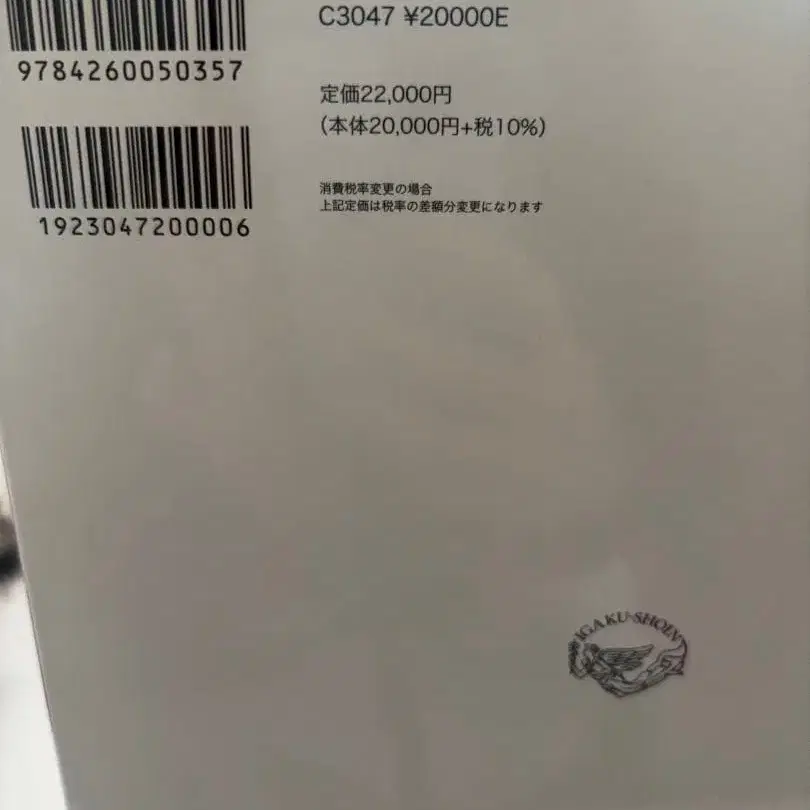 C3047 ¥20000E
9784260050357
定価22,000円
(本体20,000円+税10%)
1923047200006
消費税率変更の場合
上記定価は税率の差額分変更になります
IGAKU-SHOIN